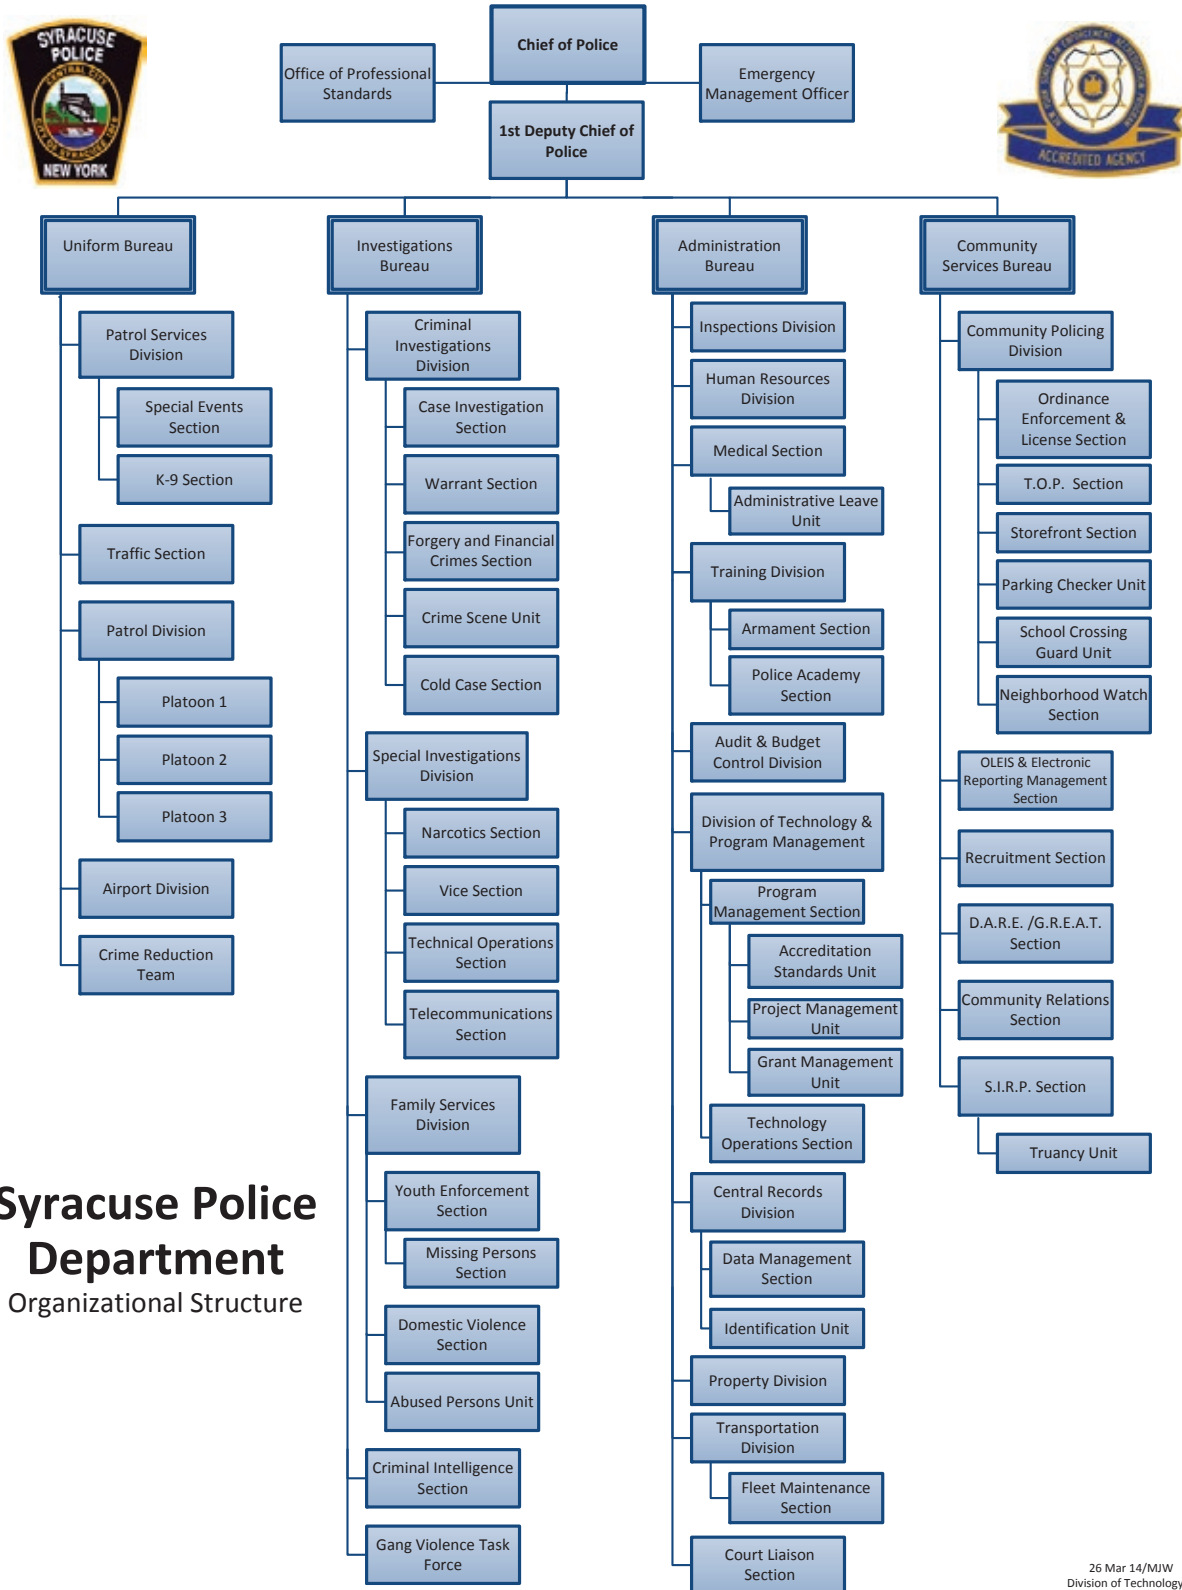 SYRACUSE
POLICE
CENTRAL CITY
CITY OF SYRACUSE
NEW YORK
Chief of Police
Office of Professional
Standards
Emergency
Management Officer
1st Deputy Chief of
Police
ACCREDITED AGENCY
Uniform Bureau
Patrol Services
Division
Special Events
Section
K-9 Section
Traffic Section
Patrol Division
Platoon 1
Platoon 2
Platoon 3
Airport Division
Crime Reduction
Team
Investigations
Bureau
Criminal
Investigations
Division
Case Investigation
Section
Warrant Section
Forgery and Financial
Crimes Section
Crime Scene Unit
Cold Case Section
Special Investigations
Division
Narcotics Section
Vice Section
Technical Operations
Section
Telecommunications
Section
Family Services
Division
Youth Enforcement
Section
Missing Persons
Section
Domestic Violence
Section
Abused Persons Unit
Criminal Intelligence
Section
Gang Violence Task
Force
Administration
Bureau
Inspections Division
Human Resources
Division
Medical Section
Administrative Leave
Unit
Training Division
Armament Section
Police Academy
Section
Audit & Budget
Control Division
Division of Technology &
Program Management
Program
Management Section
Accreditation
Standards Unit
Project Management
Unit
Grant Management
Unit
Technology
Operations Section
Central Records
Division
Data Management
Section
Identification Unit
Property Division
Transportation
Division
Fleet Maintenance
Section
Court Liaison
Section
Community
Services Bureau
Community Policing
Division
Ordinance
Enforcement &
License Section
T.O.P. Section
Storefront Section
Parking Checker Unit
School Crossing
Guard Unit
Neighborhood Watch
Section
OLEIS & Electronic
Reporting Management
Section
Recruitment Section
D.A.R.E. /G.R.E.A.T.
Section
Community Relations
Section
S.I.R.P. Section
Truancy Unit
Syracuse Police
Department
Organizational Structure
26 Mar 14/MJW
Division of Technology